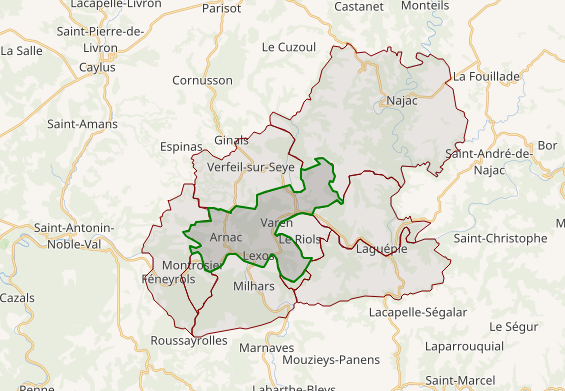 Lacapelle-Livron
Parisot
Castanet
Monteils
Saint-Pierre-de-
Livron
La Salle
Caylus
Le Cuzoul
Cornusson
La Fouillade
Najac
Saint-Amans
Espinas
Ginals
Verfeil-sur-Seye
Saint-André-de-
Najac
Bor
Saint-Antonin-
Noble-Val
Varen
Arnac
Le Riols
Laguépie
Saint-Christophe
Lexos
Montrosier
Féneyrols
Milhars
Cazals
Lacapelle-Ségalar
Le Ségur
Roussayrolles
Marnaves
Laparrouquial
Mouzieys-Panens
Saint-Marcel
Labarthe-Bleys